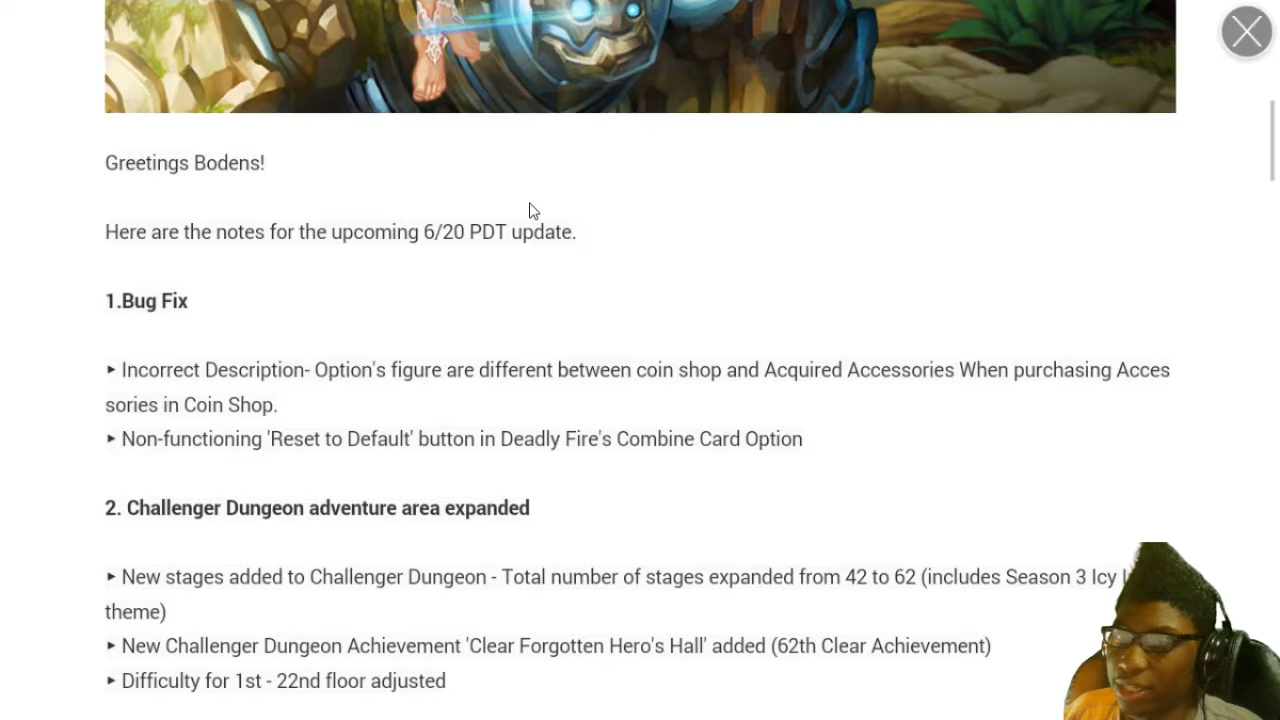 Greetings Bodens!
Here are the notes for the upcoming 6/20 PDT update.
1.Bug Fix
‣ Incorrect Description- Option's figure are different between coin shop and Acquired Accessories When purchasing Acces
sories in Coin Shop.
‣ Non-functioning 'Reset to Default' button in Deadly Fire's Combine Card Option
2. Challenger Dungeon adventure area expanded
‣ New stages added to Challenger Dungeon - Total number of stages expanded from 42 to 62 (includes Season 3 Icy
theme)
‣ New Challenger Dungeon Achievement 'Clear Forgotten Hero's Hall' added (62th Clear Achievement)
‣ Difficulty for 1st - 22nd floor adjusted